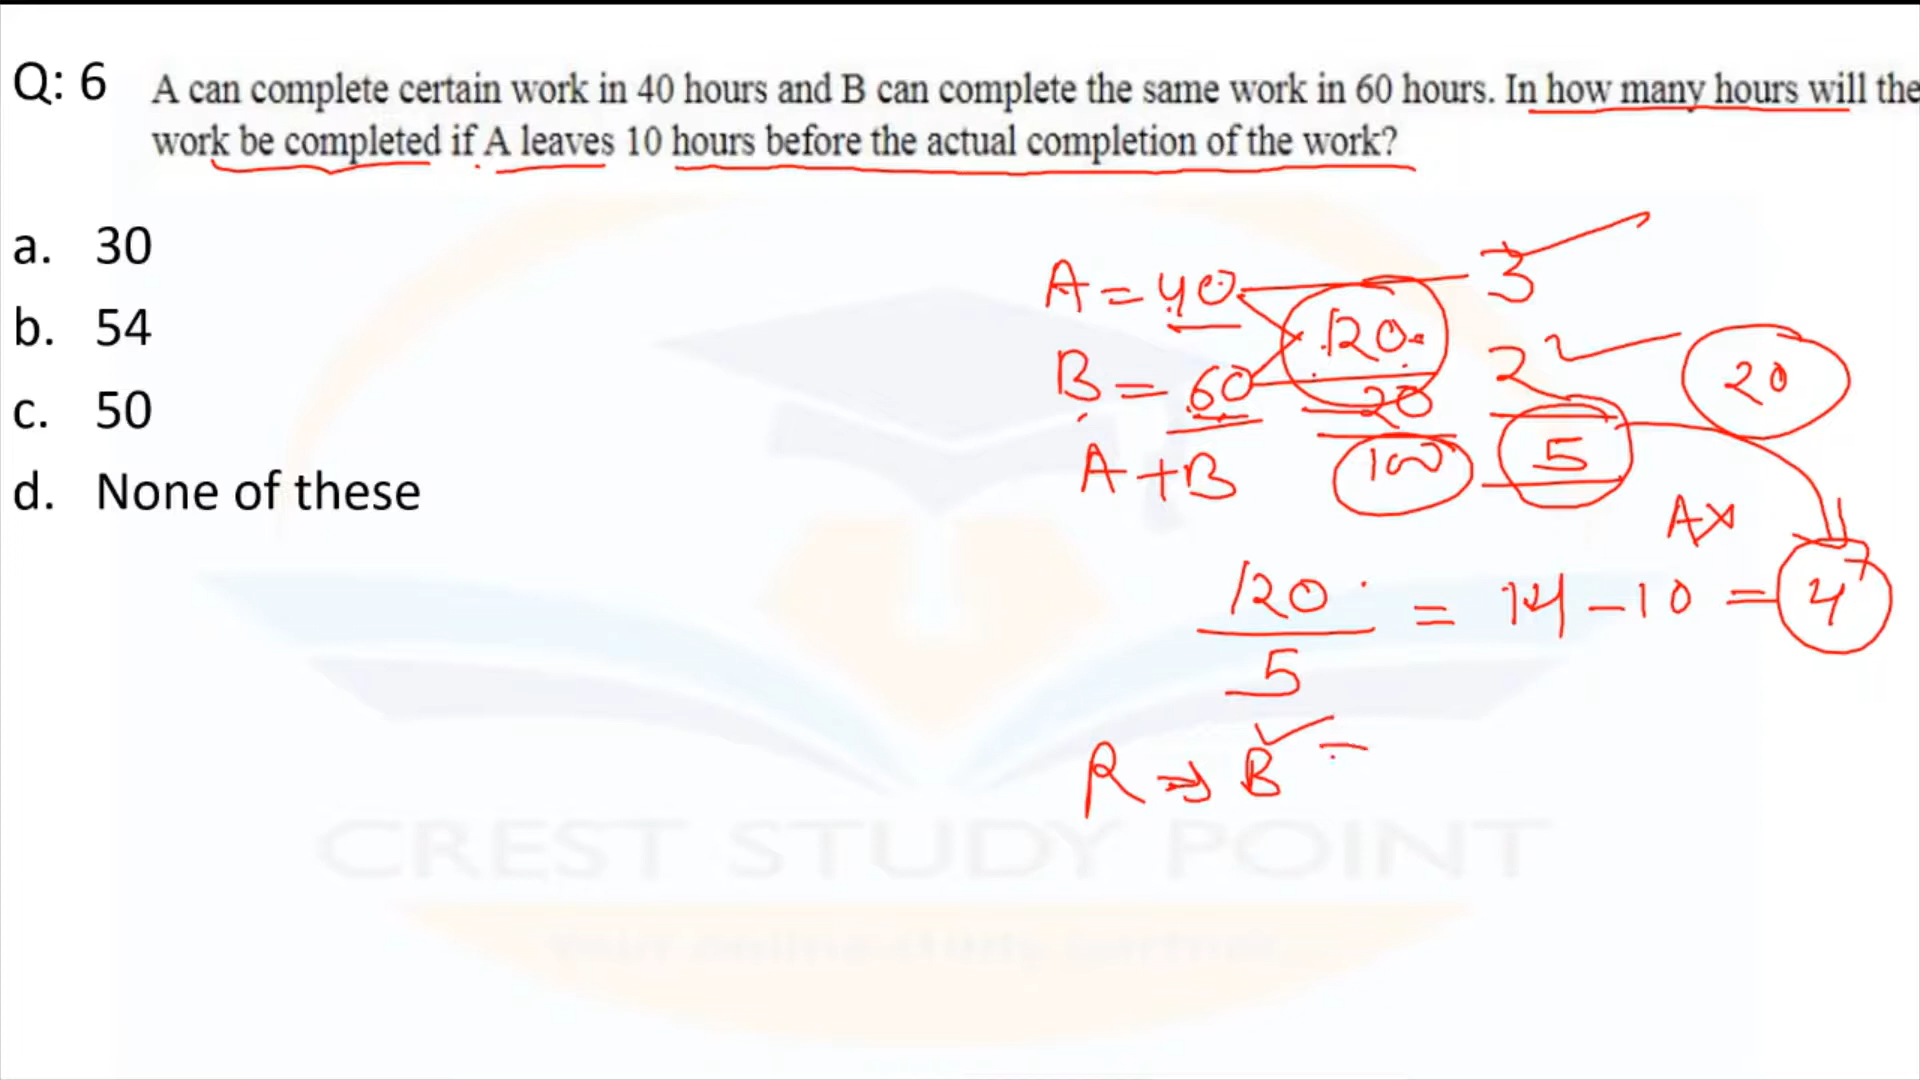 Q: 6 A can complete certain work in 40 hours and B can complete the same work in 60 hours. In how many hours will the
work be completed if A leaves 10 hours before the actual completion of the work?
a. 30
b. 54
c. 50
d. None of these
A = 40 120 3
B = 60 20 2 20
A + B 100 5
A×
120 / 5 = 14 - 10 = 4
R ⇒ B =
CREST STUDY POINT